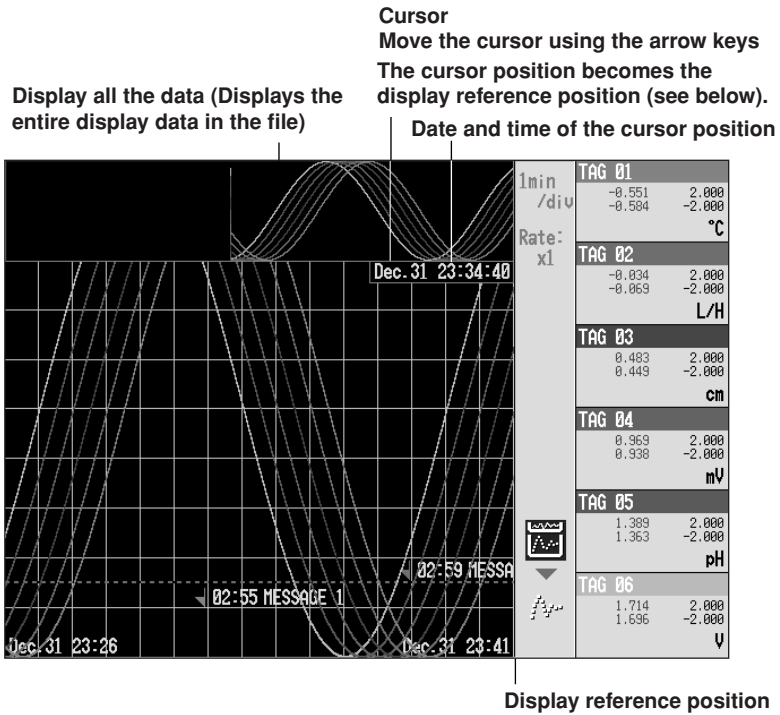 Cursor
Move the cursor using the arrow keys
The cursor position becomes the
display reference position (see below).
Display all the data (Displays the
entire display data in the file)
Date and time of the cursor position
1min
/div
Rate:
x1
Dec.31 23:34:40
TAG 01
-0.551 2.000
-0.584 -2.000
°C
TAG 02
-0.034 2.000
-0.069 -2.000
L/H
TAG 03
0.483 2.000
0.449 -2.000
cm
TAG 04
0.969 2.000
0.938 -2.000
mV
TAG 05
1.389 2.000
1.363 -2.000
pH
TAG 06
1.714 2.000
1.696 -2.000
V
02:59 MESSA
02:55 MESSAGE 1
Dec.31 23:26
Dec.31 23:41
Display reference position